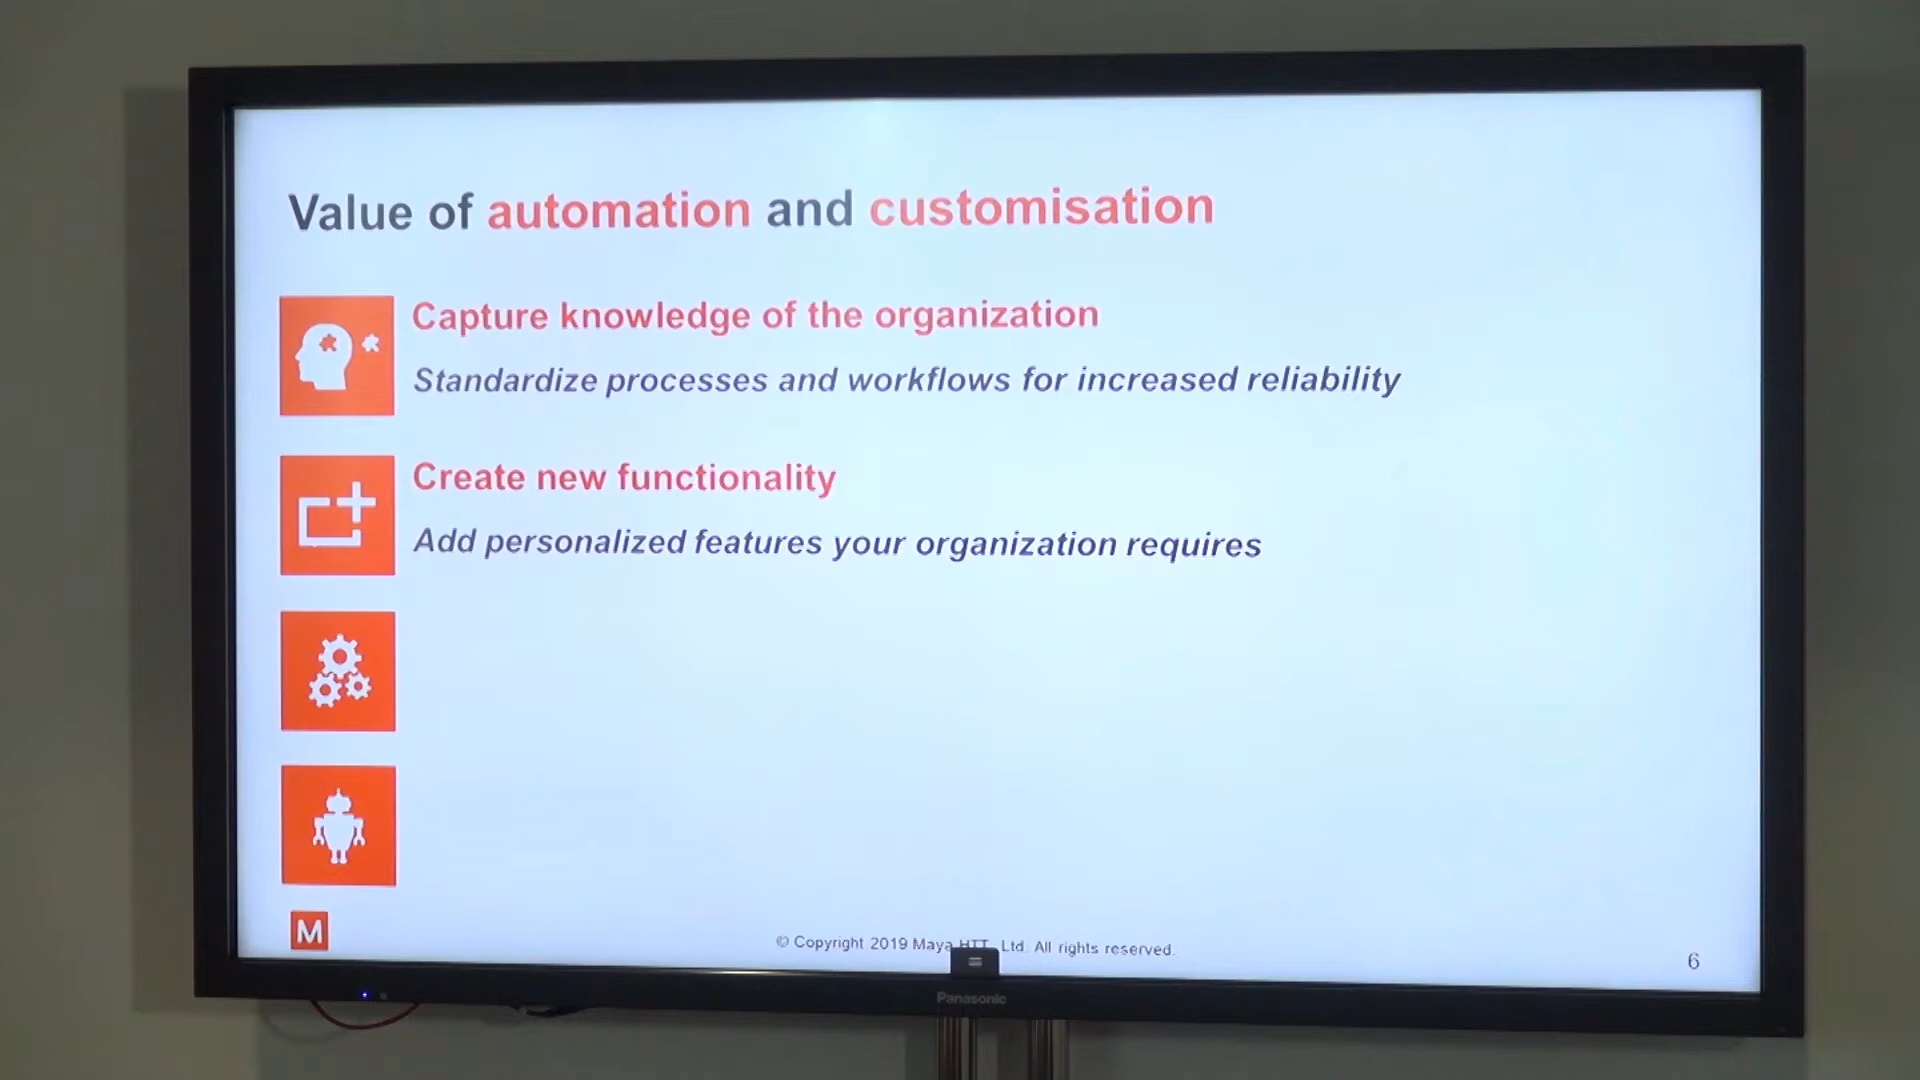 Value of automation and customisation
Capture knowledge of the organization
Standardize processes and workflows for increased reliability
Create new functionality
Add personalized features your organization requires
M
© Copyright 2019 Maya HTT Ltd. All rights reserved.
6
Panasonic